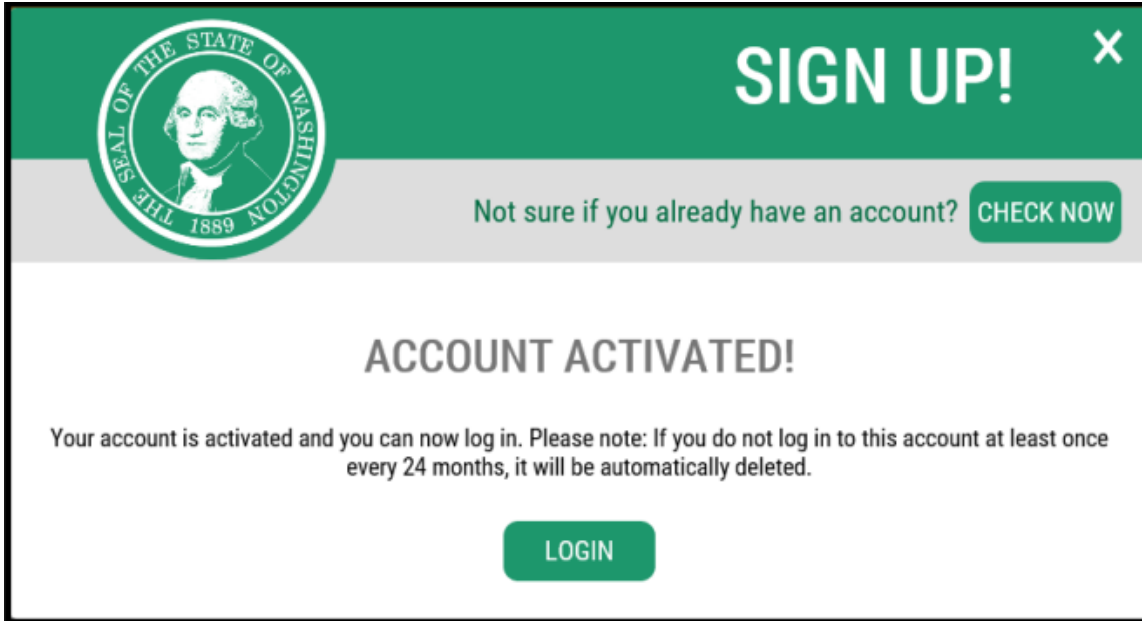 THE SEAL OF THE STATE OF WASHINGTON
1889
SIGN UP!
X
Not sure if you already have an account? CHECK NOW
ACCOUNT ACTIVATED!
Your account is activated and you can now log in. Please note: If you do not log in to this account at least once
every 24 months, it will be automatically deleted.
LOGIN